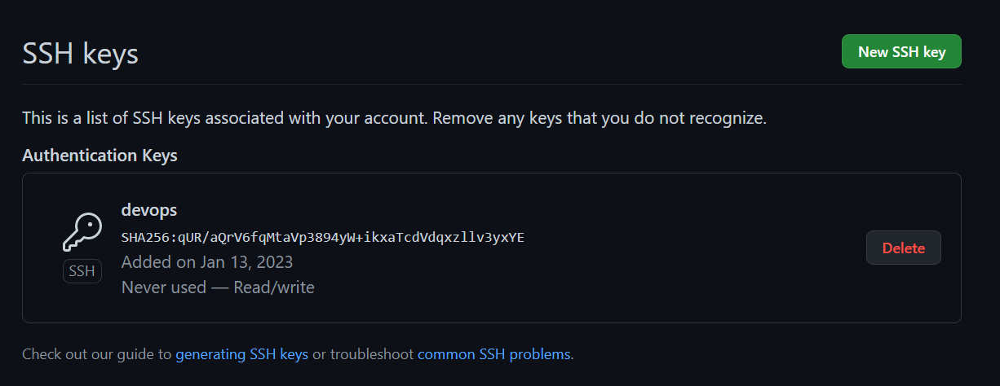 SSH keys
New SSH key
This is a list of SSH keys associated with your account. Remove any keys that you do not recognize.
Authentication Keys
devops
SHA256:qUR/aQrV6fqMtaVp3894yW+ikxaTcdVdqxzllv3yxYE
Added on Jan 13, 2023
Never used — Read/write
SSH
Delete
Check out our guide to generating SSH keys or troubleshoot common SSH problems.